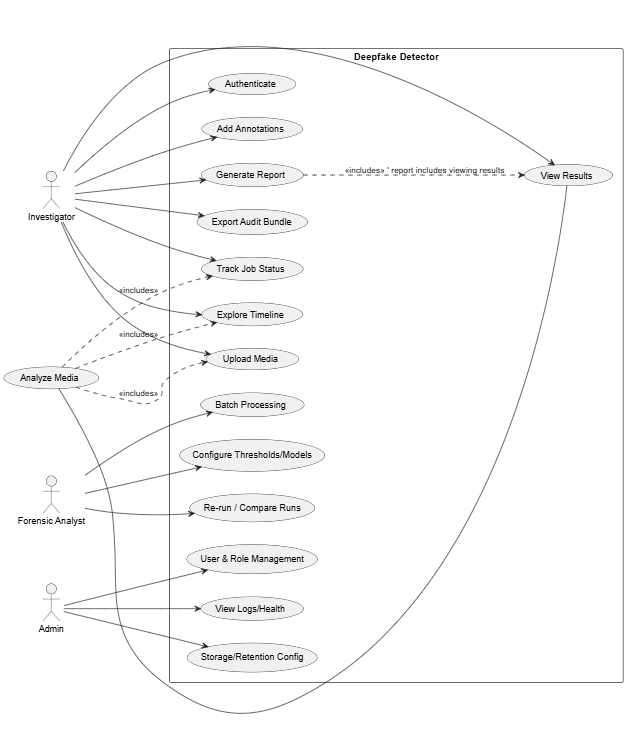 Deepfake Detector
Authenticate
Add Annotations
Generate Report
«includes» ' report includes viewing results
View Results
Investigator
Export Audit Bundle
Track Job Status
«includes»
Explore Timeline
«includes»
Upload Media
Analyze Media
«includes»
Batch Processing
Configure Thresholds/Models
Forensic Analyst
Re-run / Compare Runs
User & Role Management
View Logs/Health
Admin
Storage/Retention Config